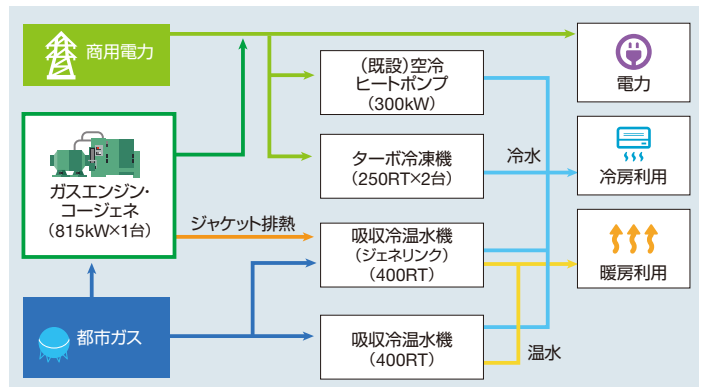 商用電力
ガスエンジン・
コージェネ
(815kW×1台)
都市ガス
ジャケット排熱
(既設)空冷
ヒートポンプ
(300kW)
ターボ冷凍機
(250RT×2台)
吸収冷温水機
(ジェネリンク)
(400RT)
吸収冷温水機
(400RT)
冷水
温水
電力
冷房利用
暖房利用